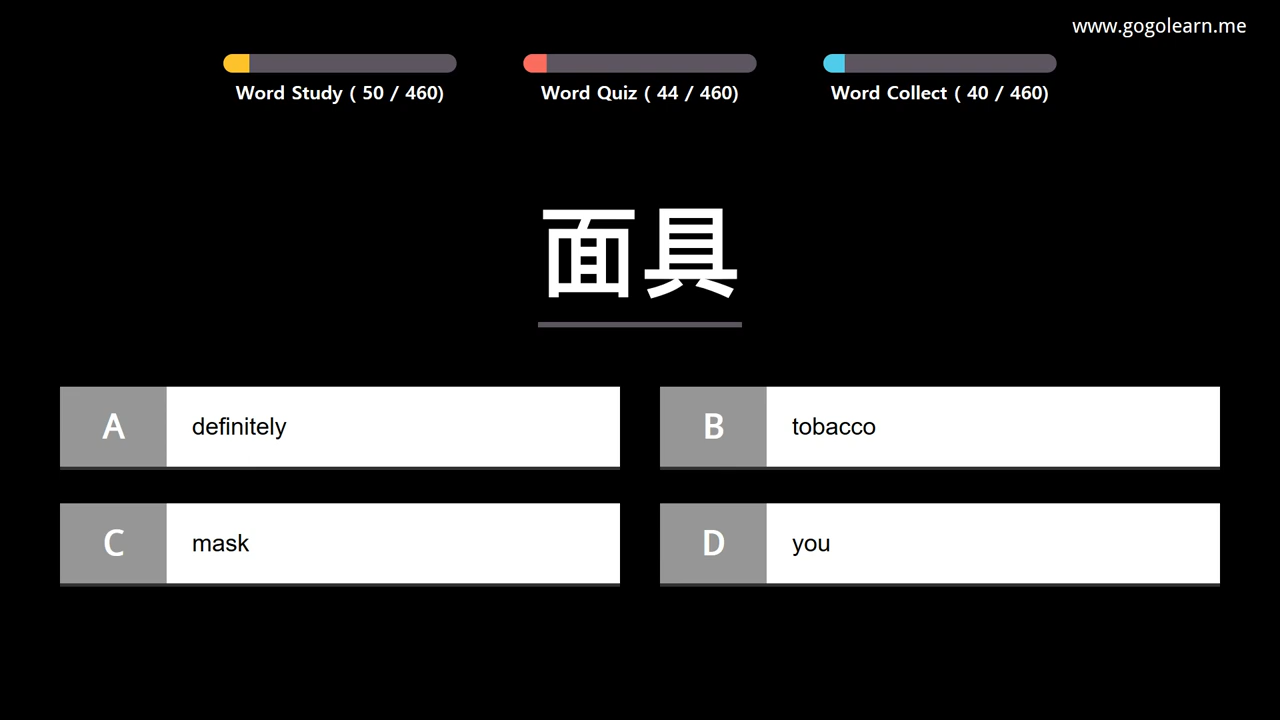 www.gogolearn.me
Word Study ( 50 / 460)
Word Quiz ( 44 / 460)
Word Collect ( 40 / 460)
面具
A definitely
B tobacco
C mask
D you